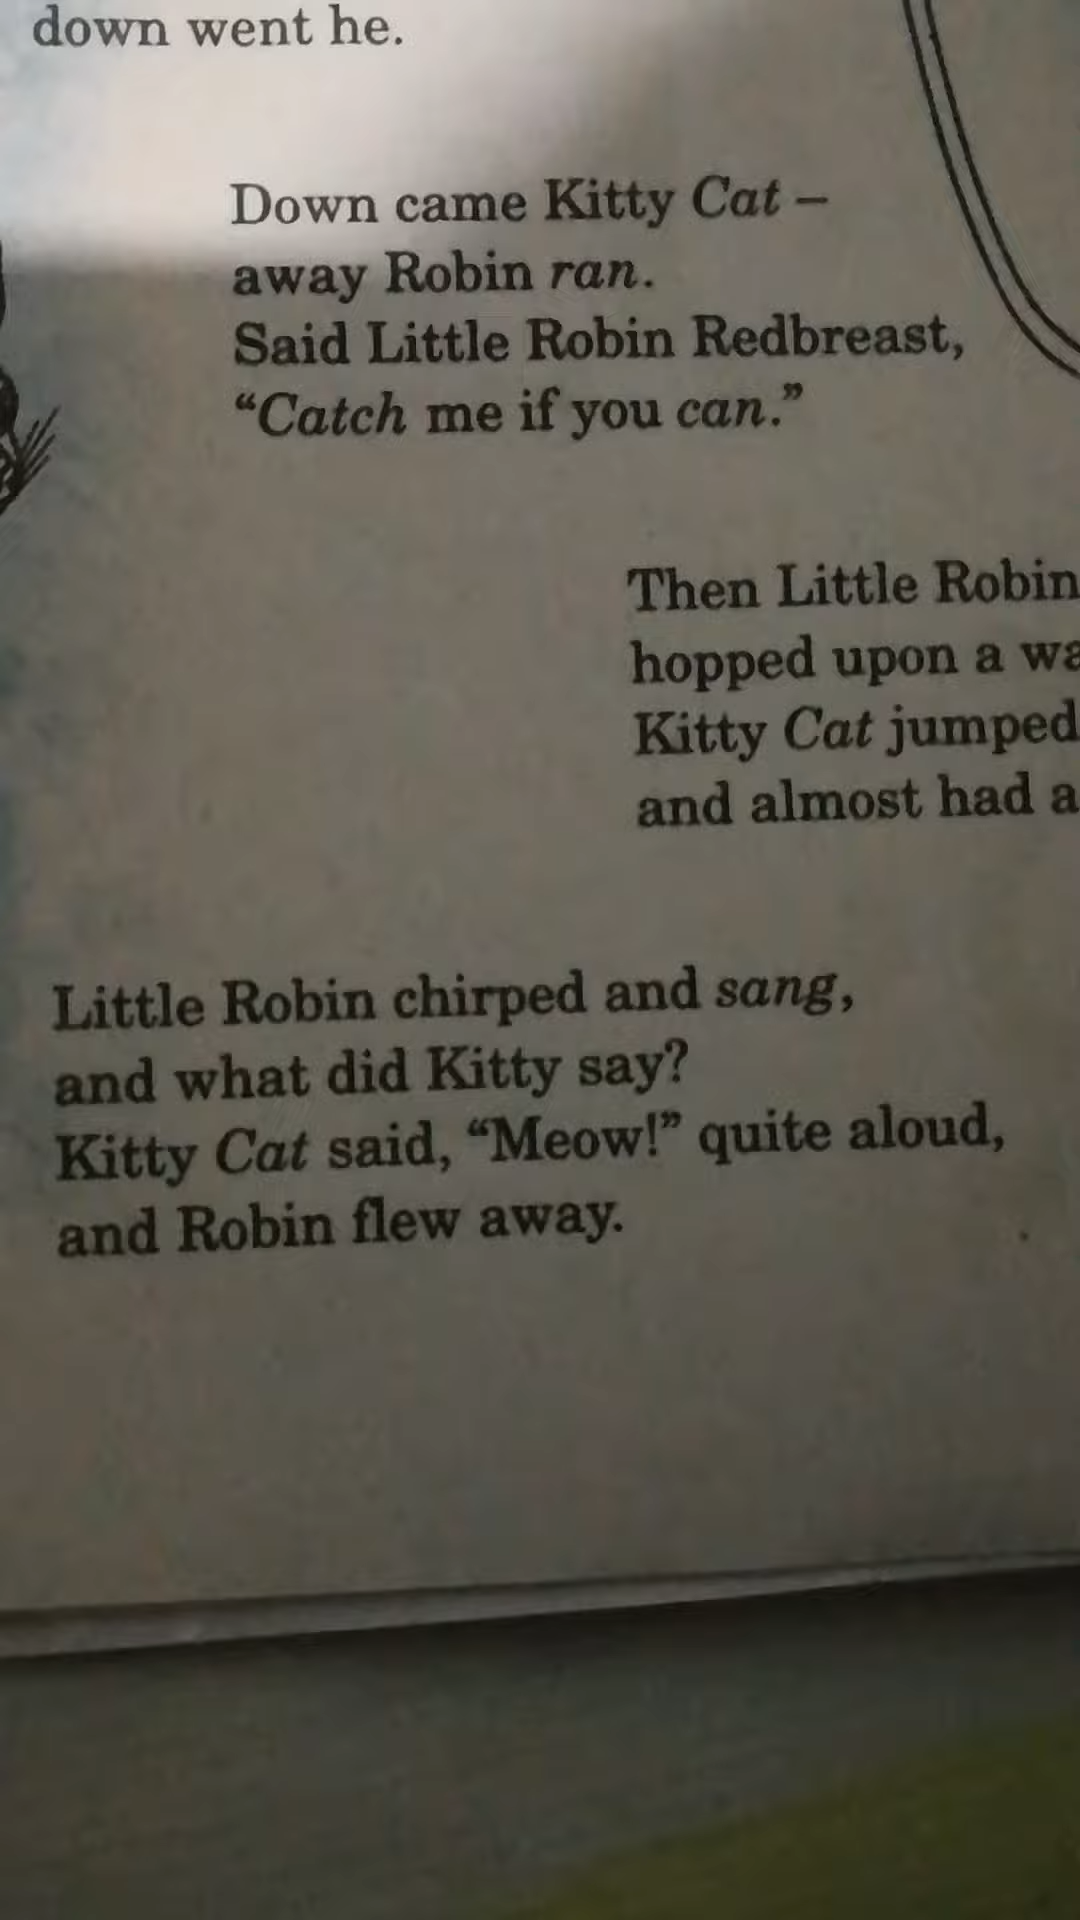 down went he.
Down came Kitty Cat –
away Robin ran.
Said Little Robin Redbreast,
“Catch me if you can.”
Then Little Robin
hopped upon a
Kitty Cat jumped
and almost had a
Little Robin chirped and sang,
and what did Kitty say?
Kitty Cat said, “Meow!” quite aloud,
and Robin flew away.